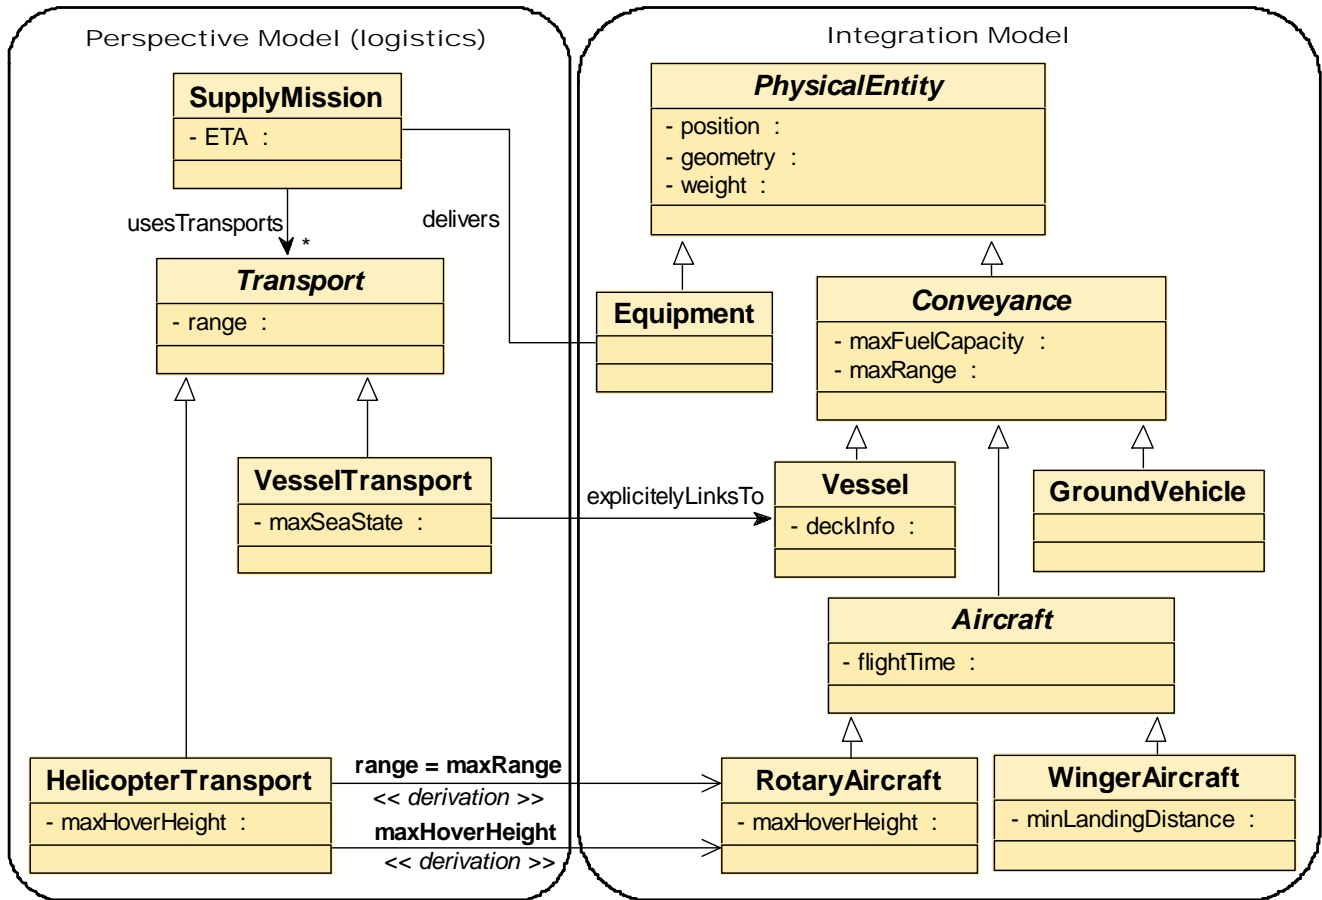 Perspective Model (logistics)
SupplyMission
- ETA :
usesTransports
*
delivers
Transport
- range :
VesselTransport
- maxSeaState :
explicitelyLinksTo
HelicopterTransport
- maxHoverHeight :
range = maxRange
<< derivation >>
maxHoverHeight
<< derivation >>
Integration Model
PhysicalEntity
- position :
- geometry :
- weight :
Equipment
Conveyance
- maxFuelCapacity :
- maxRange :
Vessel
- deckInfo :
GroundVehicle
Aircraft
- flightTime :
RotaryAircraft
- maxHoverHeight :
WingerAircraft
- minLandingDistance :